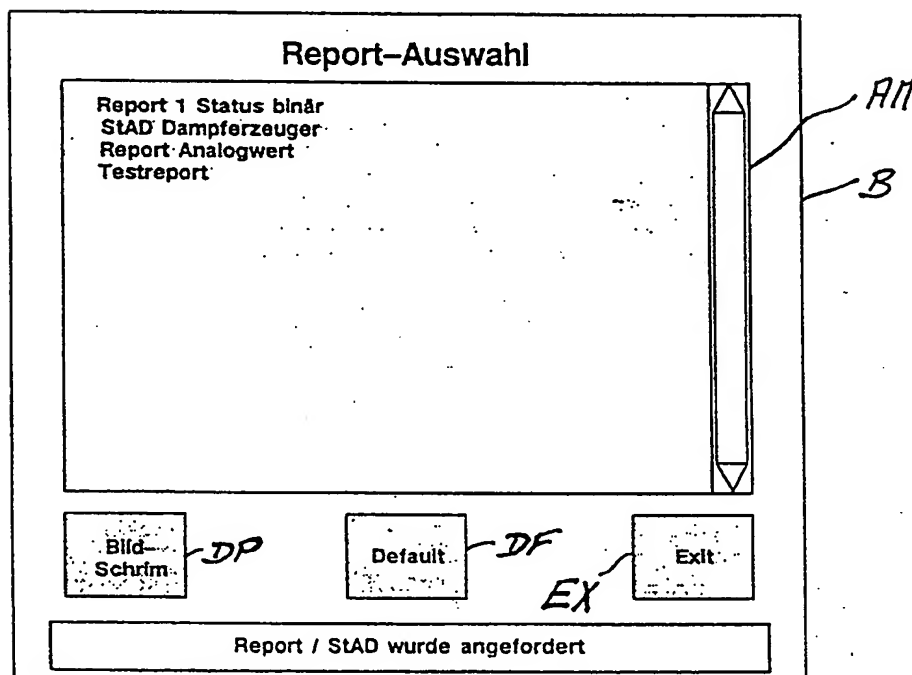 Report-Auswahl
Report 1 Status binär
StAD Dampferzeuger
Report Analogwert
Testreport
AM
B
Bild-
Schrim
DP
Default
DF
EX
Exit
Report / StAD wurde angefordert